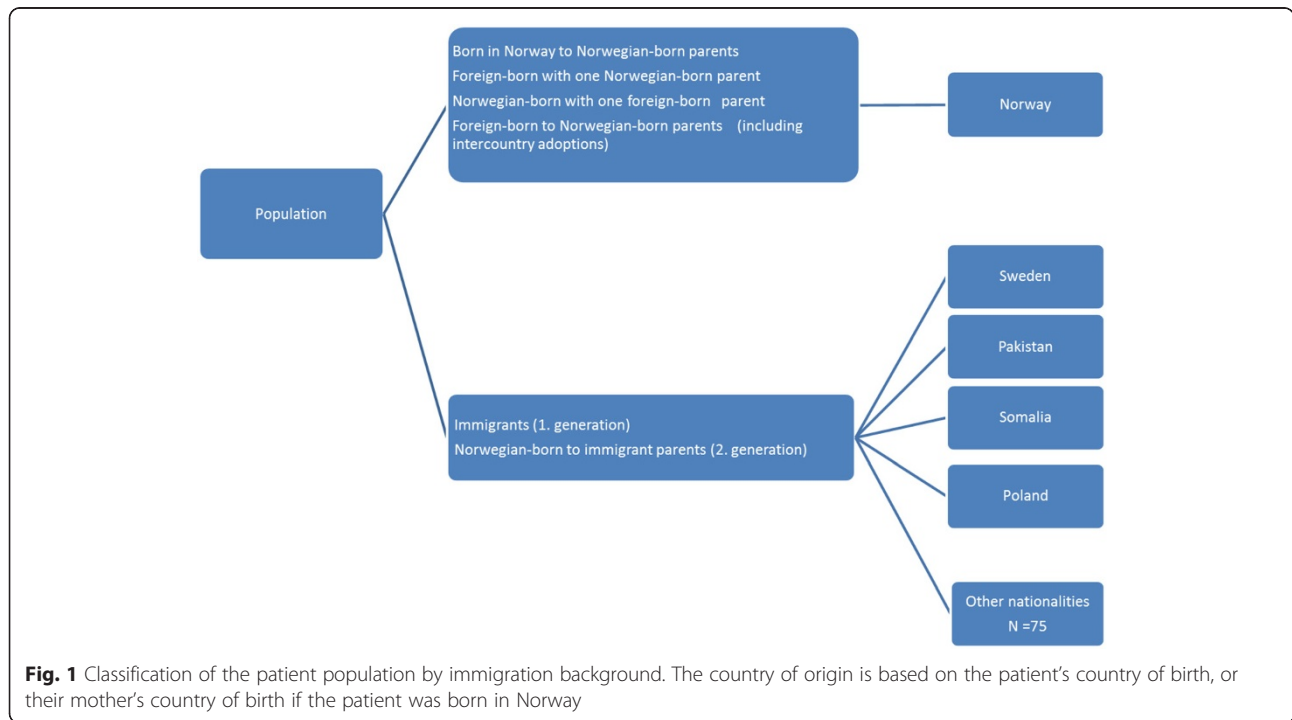 Born in Norway to Norwegian-born parents
Foreign-born with one Norwegian-born parent
Norwegian-born with one foreign-born parent
Foreign-born to Norwegian-born parents (including
intercountry adoptions)
Norway
Population
Sweden
Pakistan
Immigrants (1. generation)
Norwegian-born to immigrant parents (2. generation)
Somalia
Poland
Other nationalities
N =75
Fig. 1 Classification of the patient population by immigration background. The country of origin is based on the patient’s country of birth, or
their mother’s country of birth if the patient was born in Norway